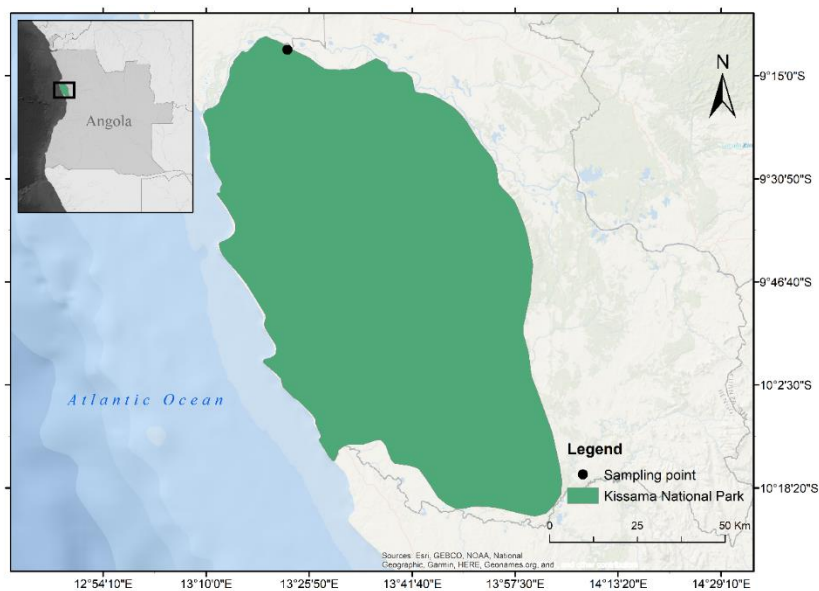 Angola
N
9°15'0"S
9°30'50"S
9°46'40"S
Atlantic Ocean
10°2'30"S
Legend
Sampling point
Kissama National Park
10°18'20"S
0 25 50 Km
Sources: Esri, GEBCO, NOAA, National
Geographic, Garmin, HERE, Geonames.org, and
12°54'10"E 13°10'0"E 13°25'50"E 13°41'40"E 13°57'30"E 14°13'20"E 14°29'10"E